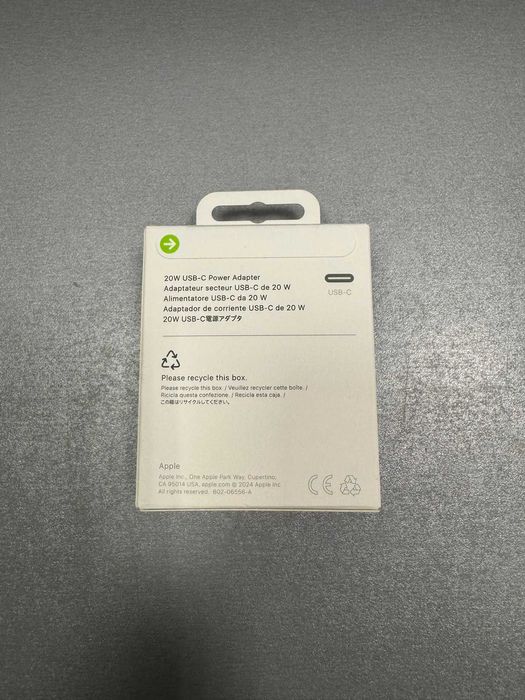 20W USB-C Power Adapter
Adaptateur secteur USB-C de 20 W
Alimentatore USB-C da 20 W
Adaptador de corriente USB-C de 20 W
20W USB-C電源アダプタ
USB-C
Please recycle this box.
Please recycle this box. / Veuillez recycler cette boîte. /
Ricicla questa confezione. / Recicla esta caja. /
この箱はリサイクルしてください。
Apple
Apple Inc., One Apple Park Way, Cupertino,
CA 95014 USA. apple.com © 2024 Apple Inc.
All rights reserved. 602-06556-A
CE